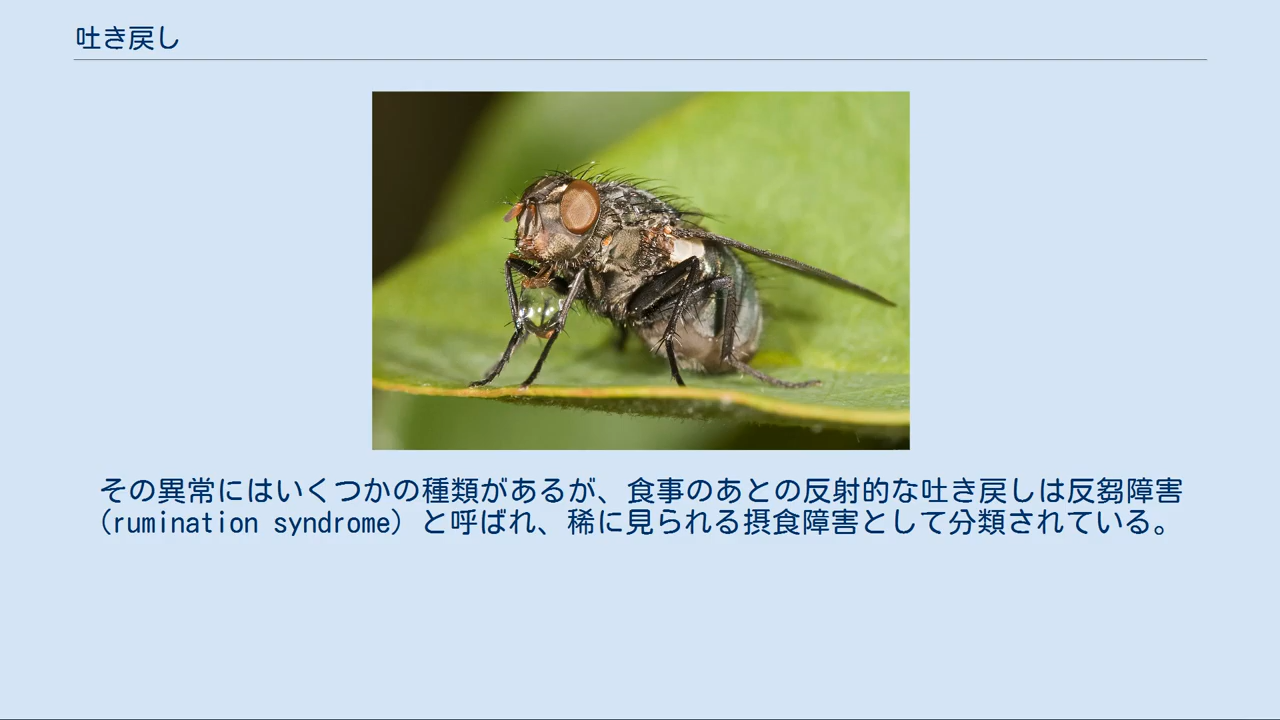 吐き戻し
その異常にはいくつかの種類があるが、食事のあとの反射的な吐き戻しは反芻障害
（rumination syndrome）と呼ばれ、稀に見られる摂食障害として分類されている。